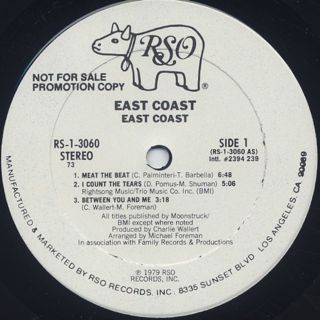 RSO
®
NOT FOR SALE
PROMOTION COPY
EAST COAST
EAST COAST
RS-1-3060
STEREO
73
SIDE 1
(RS-1-3060 AS)
Intl. #2394 239
1. MEAT THE BEAT (C. Palminteri-T. Barbella) 4:16
2. I COUNT THE TEARS (D. Pomus-M. Shuman) 5:06
Rightsong Music/Trio Music Co. Inc. (BMI)
3. BETWEEN YOU AND ME 3:18
(C. Wallert-M. Foreman)
All titles published by Moonstruck/
BMI except where noted
Produced by Charlie Wallert
Arranged by Michael Foreman
In association with Family Records & Productions
℗ 1979 RSO
RECORDS, INC.
MANUFACTURED & MARKETED BY RSO RECORDS, INC. 8335 SUNSET BLVD. LOS ANGELES, CA 90069